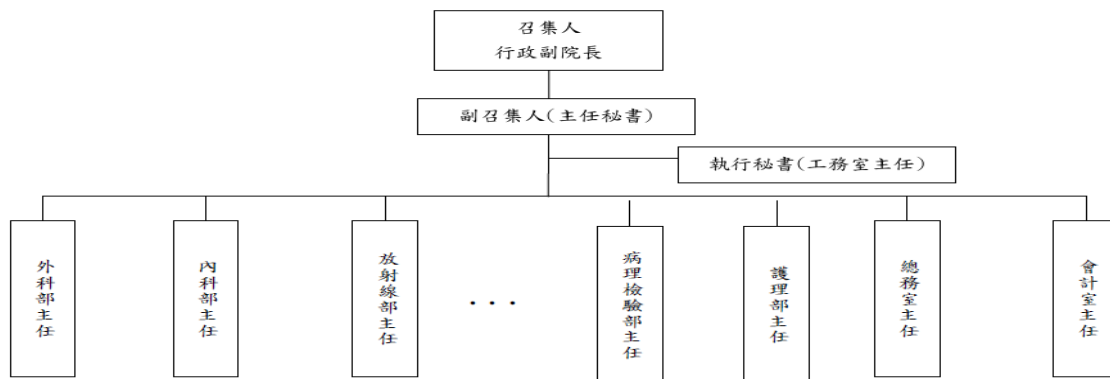 召集人
行政副院長
副召集人(主任秘書)
執行秘書(工務室主任)
外科部主任
內科部主任
放射線部主任
...
病理檢驗部主任
護理部主任
總務室主任
會計室主任